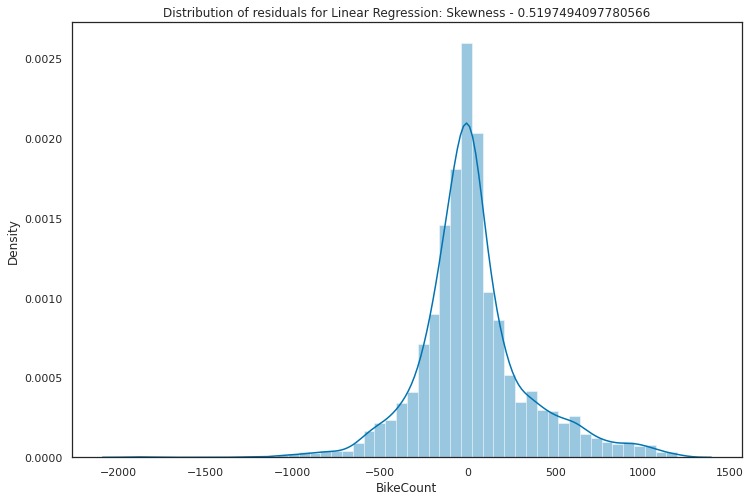 Distribution of residuals for Linear Regression: Skewness - 0.5197494097780566
0.0025
0.0020
0.0015
0.0010
0.0005
0.0000
Density
−2000 −1500 −1000 −500 0 500 1000 1500
BikeCount